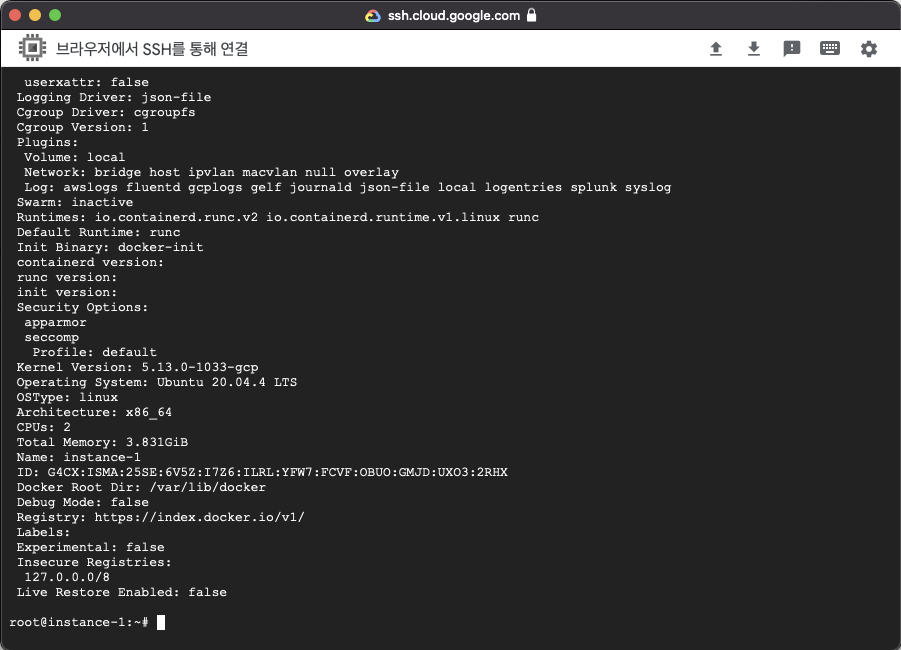 ssh.cloud.google.com
브라우저에서 SSH를 통해 연결
userxattr: false
Logging Driver: json-file
Cgroup Driver: cgroupfs
Cgroup Version: 1
Plugins:
Volume: local
Network: bridge host ipvlan macvlan null overlay
Log: awslogs fluentd gcplogs gelf journald json-file local logentries splunk syslog
Swarm: inactive
Runtimes: io.containerd.runc.v2 io.containerd.runtime.v1.linux runc
Default Runtime: runc
Init Binary: docker-init
containerd version:
runc version:
init version:
Security Options:
apparmor
seccomp
Profile: default
Kernel Version: 5.13.0-1033-gcp
Operating System: Ubuntu 20.04.4 LTS
OSType: linux
Architecture: x86_64
CPUs: 2
Total Memory: 3.831GiB
Name: instance-1
ID: G4CX:ISMA:25SE:6V5Z:I7Z6:ILRL:YFW7:FCVF:OBUO:GMJD:UXO3:2RHX
Docker Root Dir: /var/lib/docker
Debug Mode: false
Registry: https://index.docker.io/v1/
Labels:
Experimental: false
Insecure Registries:
127.0.0.0/8
Live Restore Enabled: false
root@instance-1:~#